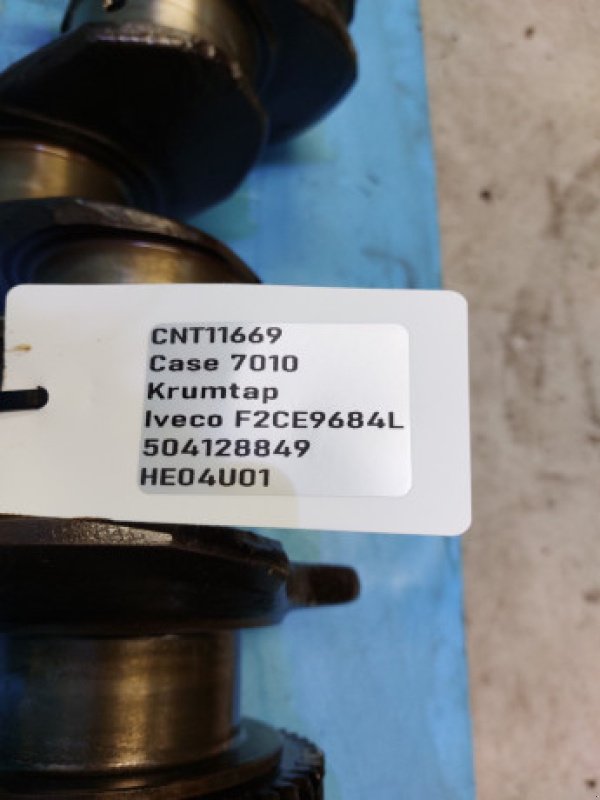 CNT11669
Case 7010
Krumtap
Iveco F2CE9684L
504128849
HE04U01